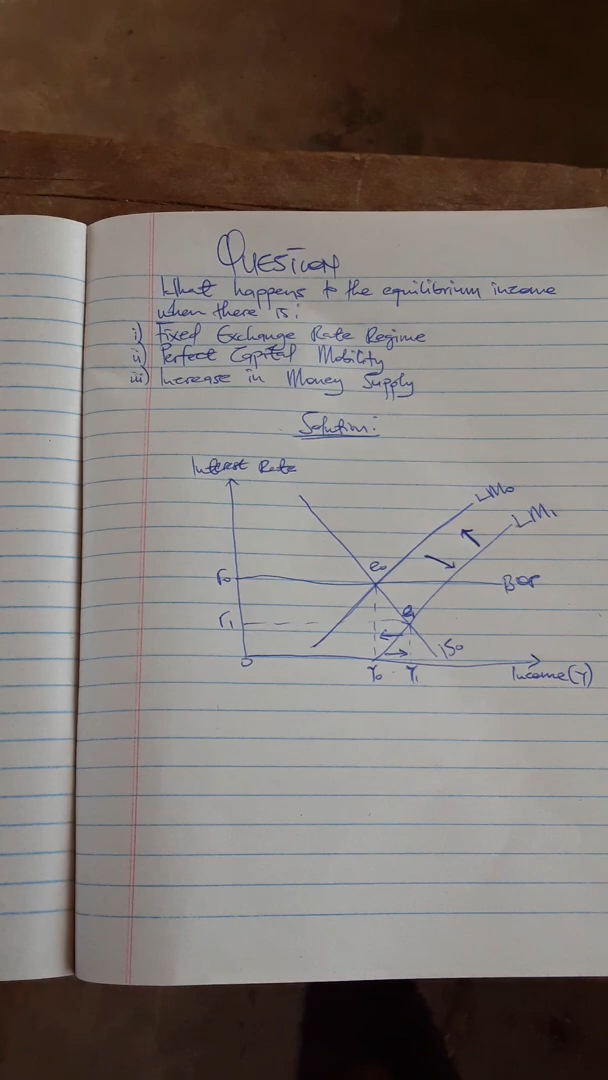 QUESTION
What happens to the equilibrium income
when there is:
i) Fixed Exchange Rate Regime
ii) Perfect Capital Mobility
iii) Increase in Money Supply
Solution:
Interest Rate
LM₀
LM₁
e₀
r₀
BOP
e₁
r₁
IS₀
0
Y₀
Y₁
Income(Y)